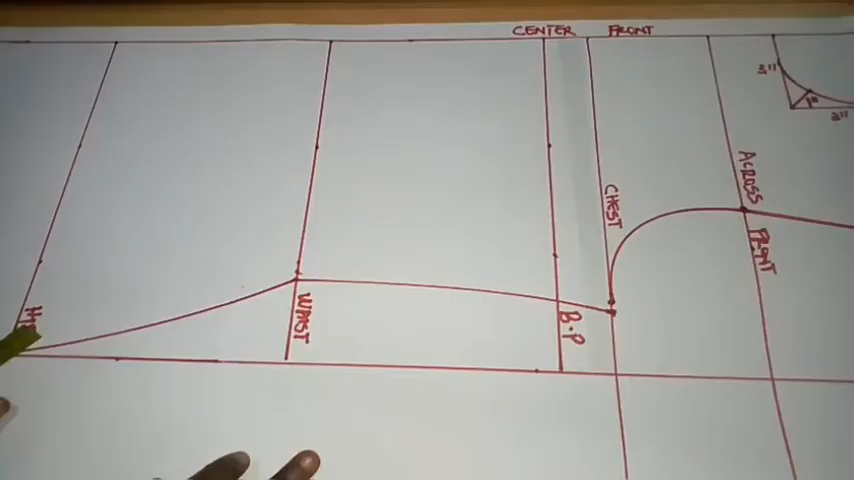 CENTER FRONT
3"
1"
3"
ACROSS
FRONT
CHEST
B.P
WAIST